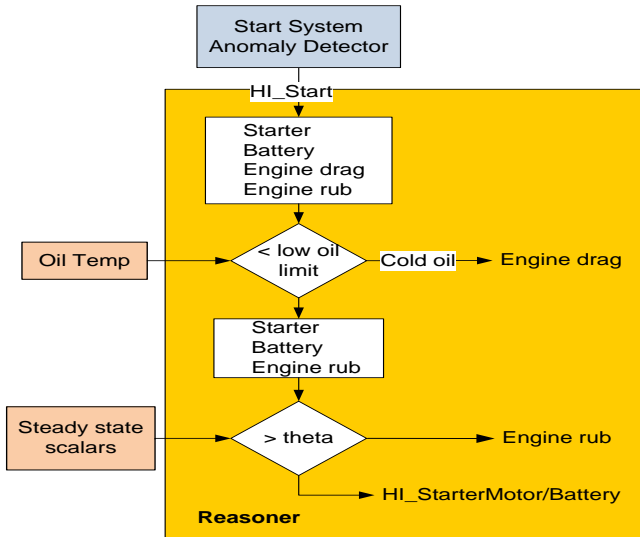 Start System
Anomaly Detector
HI_Start
Starter
Battery
Engine drag
Engine rub
Oil Temp
< low oil
limit
Cold oil
Engine drag
Starter
Battery
Engine rub
Steady state
scalars
> theta
Engine rub
HI_StarterMotor/Battery
Reasoner